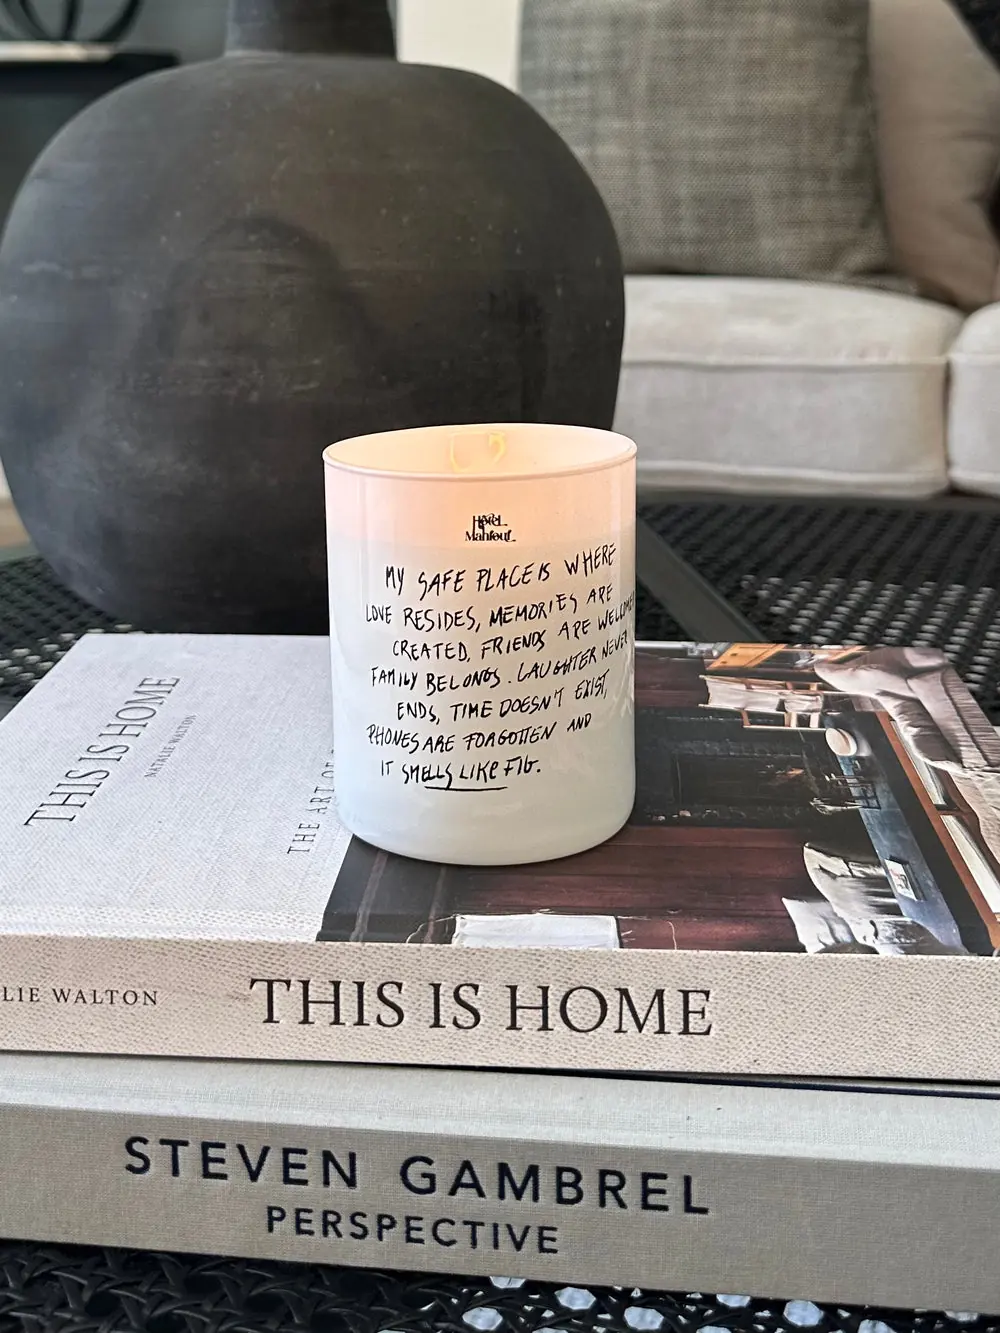 Hotel
Mahfouf
MY SAFE PLACE IS WHERE
LOVE RESIDES, MEMORIES ARE
CREATED, FRIENDS ARE WELCOME
FAMILY BELONGS. LAUGHTER NEVER
ENDS, TIME DOESN'T EXIST,
PHONES ARE FORGOTTEN AND
IT SMELLS LIKE FIG.
THIS IS HOME
NATALIE WALTON
THE ART OF
LIE WALTON
THIS IS HOME
STEVEN GAMBREL
PERSPECTIVE